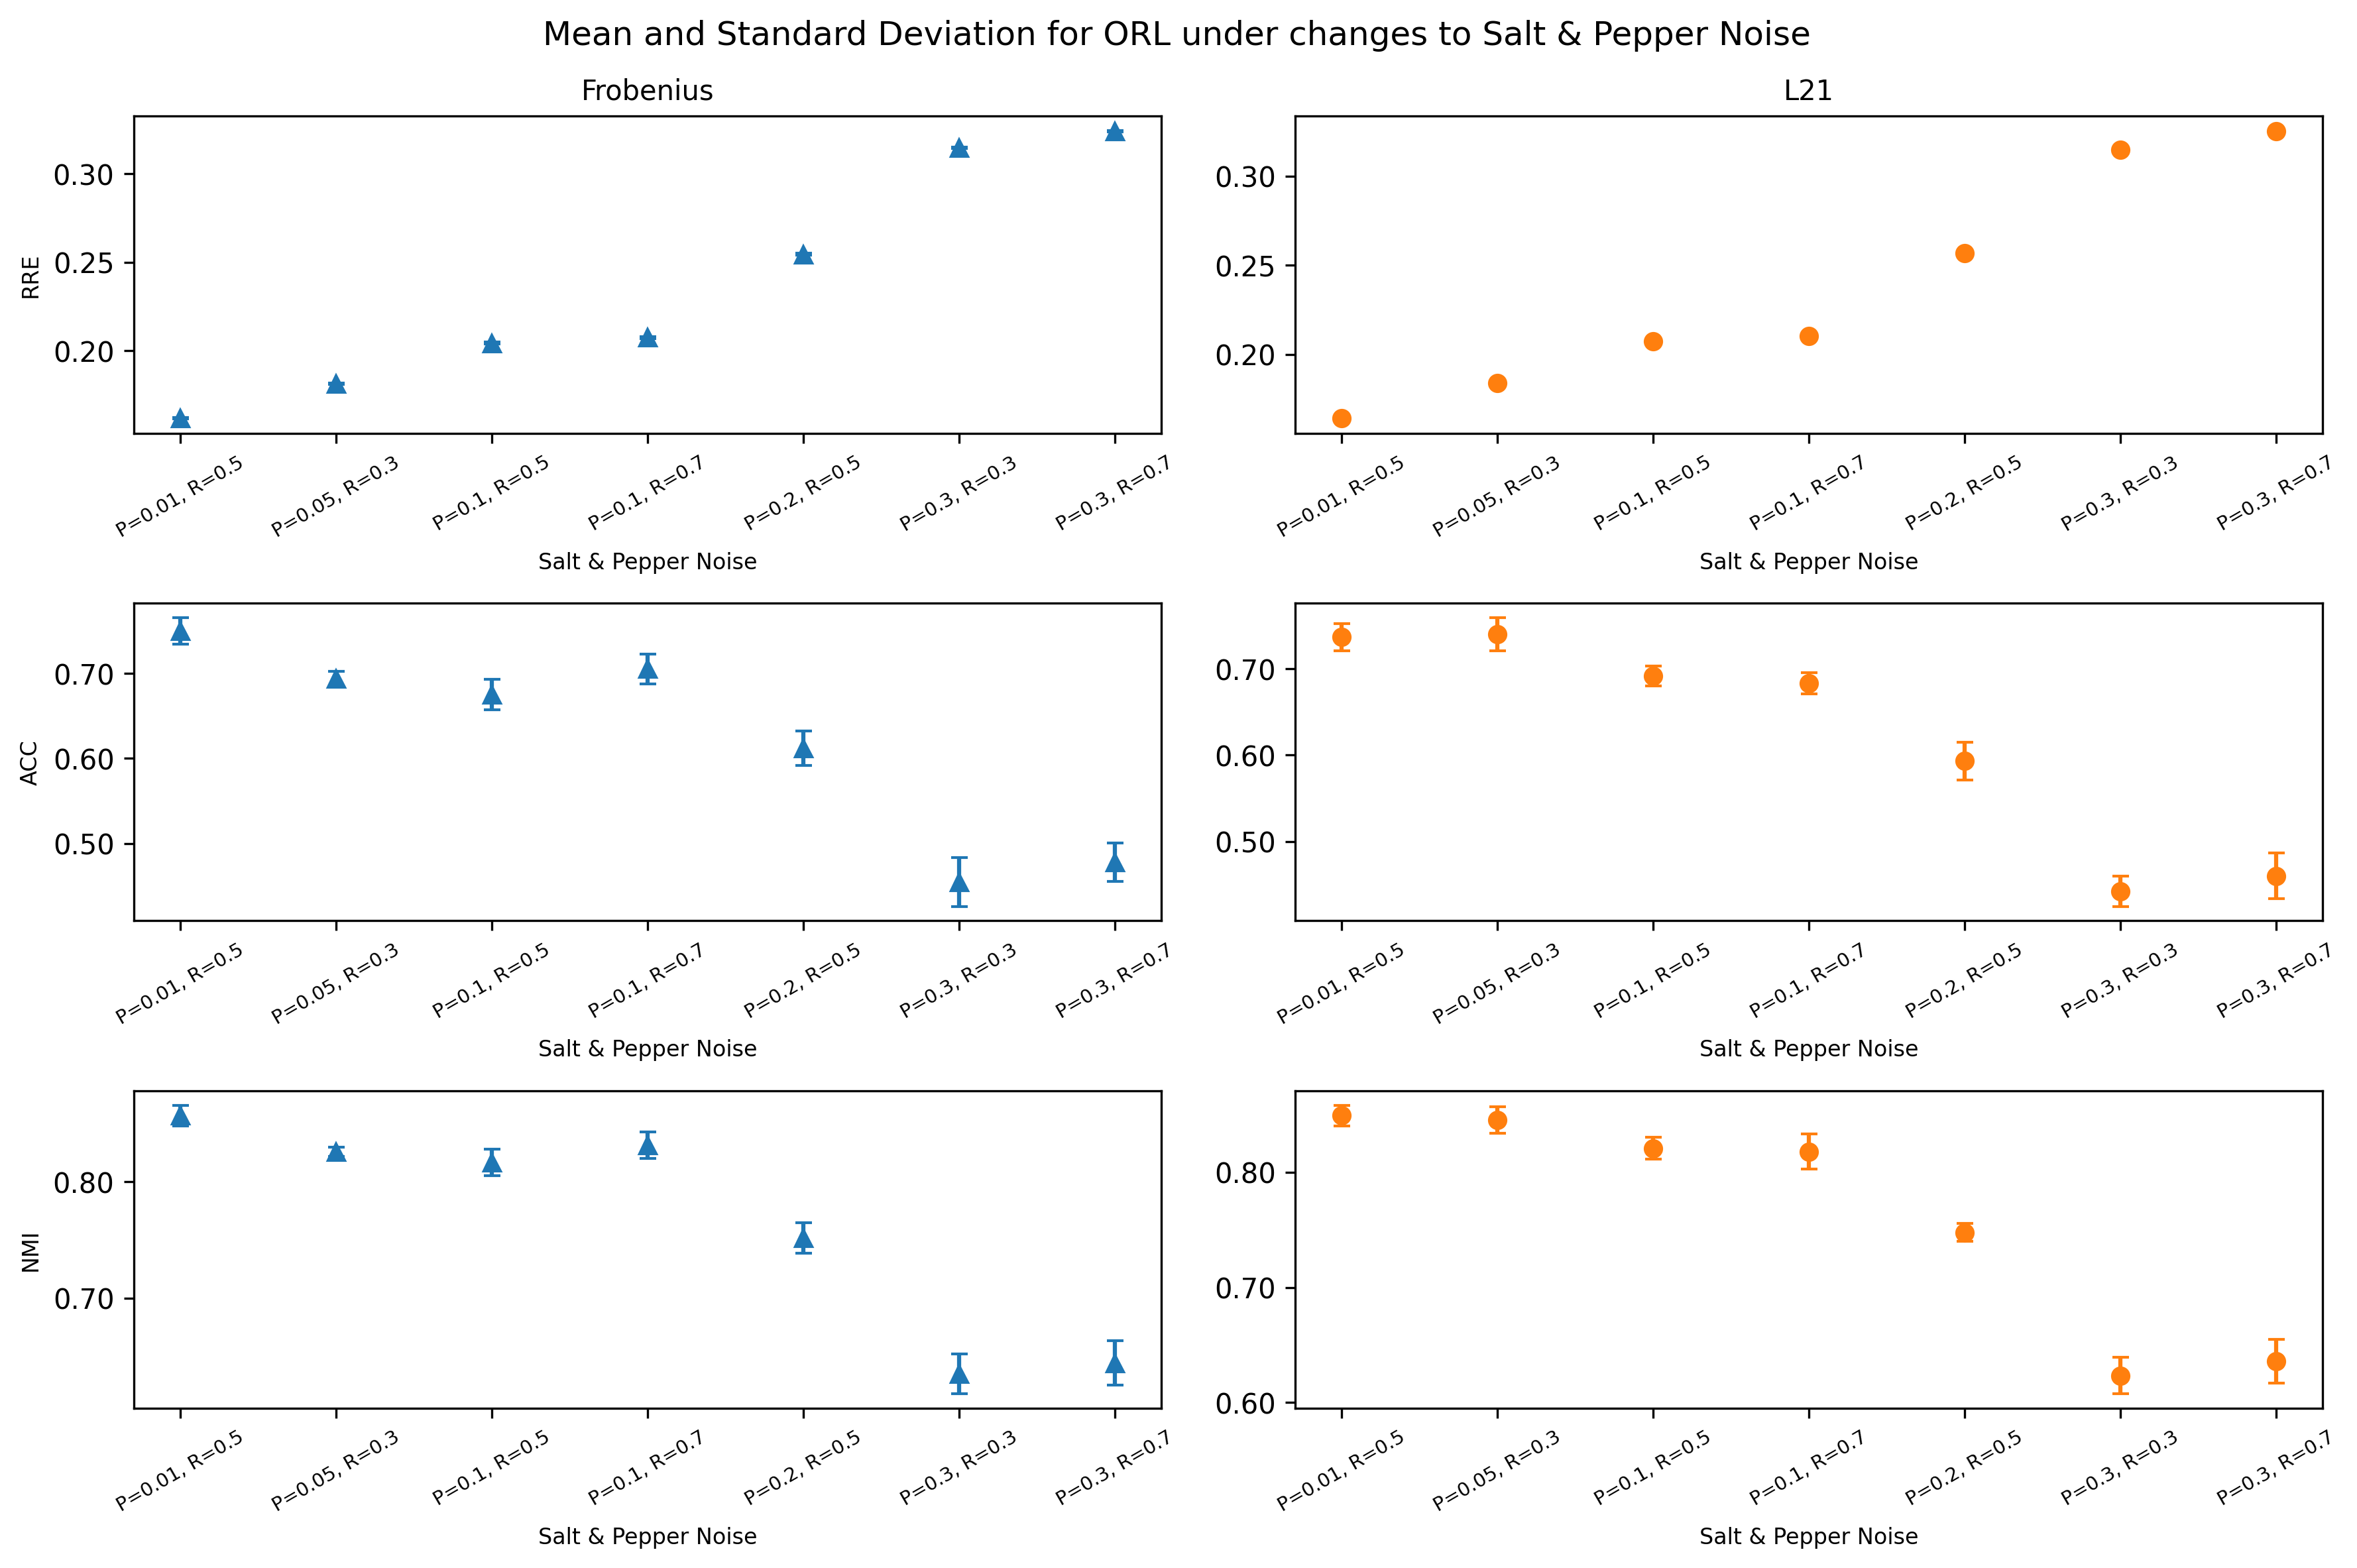 Mean and Standard Deviation for ORL under changes to Salt & Pepper Noise
Frobenius
RRE
0.30
0.25
0.20
P=0.01, R=0.5
P=0.05, R=0.3
P=0.1, R=0.5
P=0.1, R=0.7
P=0.2, R=0.5
P=0.3, R=0.3
P=0.3, R=0.7
Salt & Pepper Noise
L21
0.30
0.25
0.20
P=0.01, R=0.5
P=0.05, R=0.3
P=0.1, R=0.5
P=0.1, R=0.7
P=0.2, R=0.5
P=0.3, R=0.3
P=0.3, R=0.7
Salt & Pepper Noise
ACC
0.70
0.60
0.50
P=0.01, R=0.5
P=0.05, R=0.3
P=0.1, R=0.5
P=0.1, R=0.7
P=0.2, R=0.5
P=0.3, R=0.3
P=0.3, R=0.7
Salt & Pepper Noise
0.70
0.60
0.50
P=0.01, R=0.5
P=0.05, R=0.3
P=0.1, R=0.5
P=0.1, R=0.7
P=0.2, R=0.5
P=0.3, R=0.3
P=0.3, R=0.7
Salt & Pepper Noise
NMI
0.80
0.70
P=0.01, R=0.5
P=0.05, R=0.3
P=0.1, R=0.5
P=0.1, R=0.7
P=0.2, R=0.5
P=0.3, R=0.3
P=0.3, R=0.7
Salt & Pepper Noise
0.80
0.70
0.60
P=0.01, R=0.5
P=0.05, R=0.3
P=0.1, R=0.5
P=0.1, R=0.7
P=0.2, R=0.5
P=0.3, R=0.3
P=0.3, R=0.7
Salt & Pepper Noise